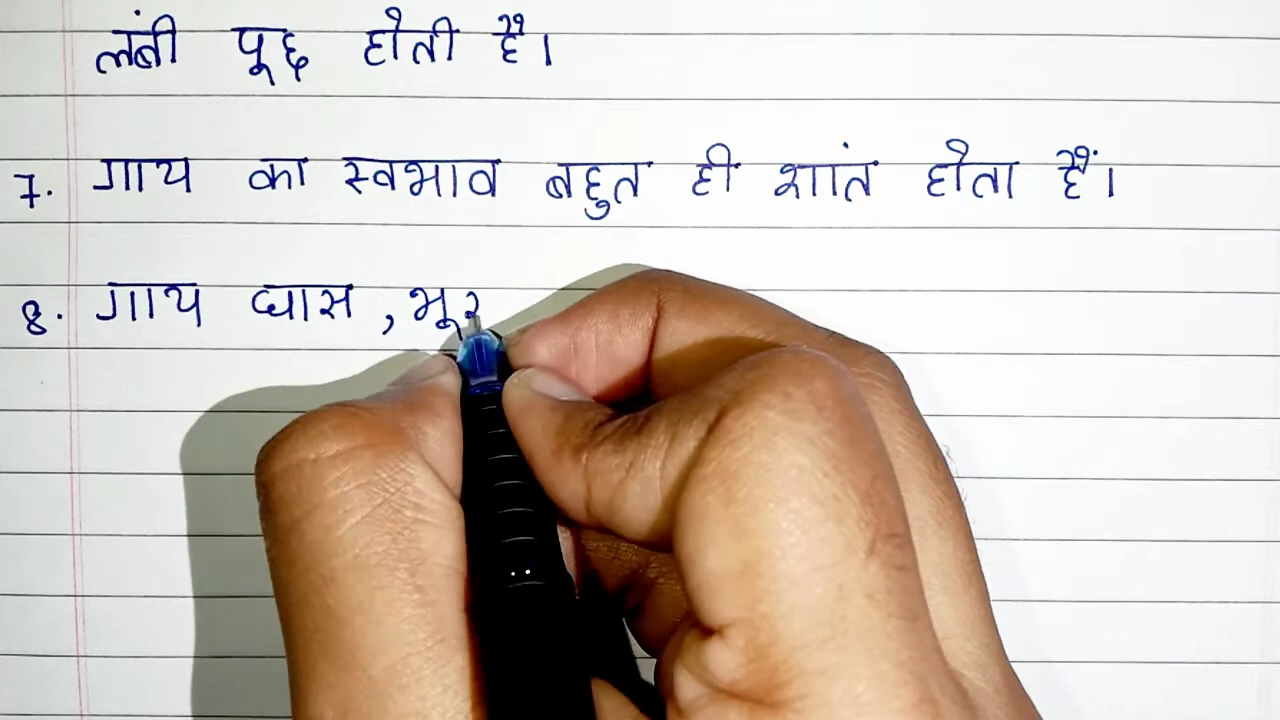 लंबी पूछ होती है।
7. गाय का स्वभाव बहुत ही शांत होता हैं।
8. गाय घास , भूर